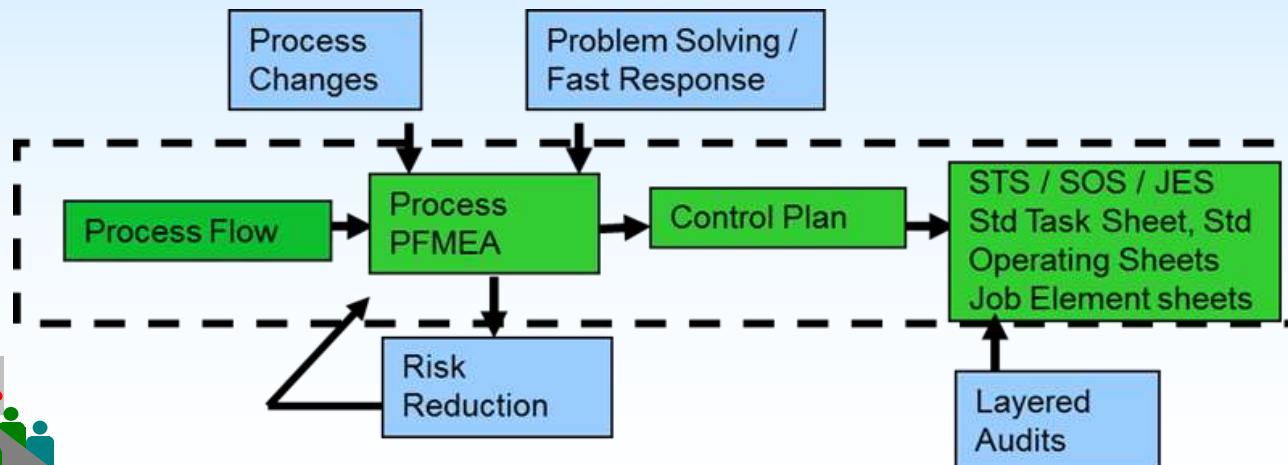 Process
Changes
Problem Solving /
Fast Response
Process Flow
Process
PFMEA
Control Plan
STS / SOS / JES
Std Task Sheet, Std
Operating Sheets
Job Element sheets
Risk
Reduction
Layered
Audits